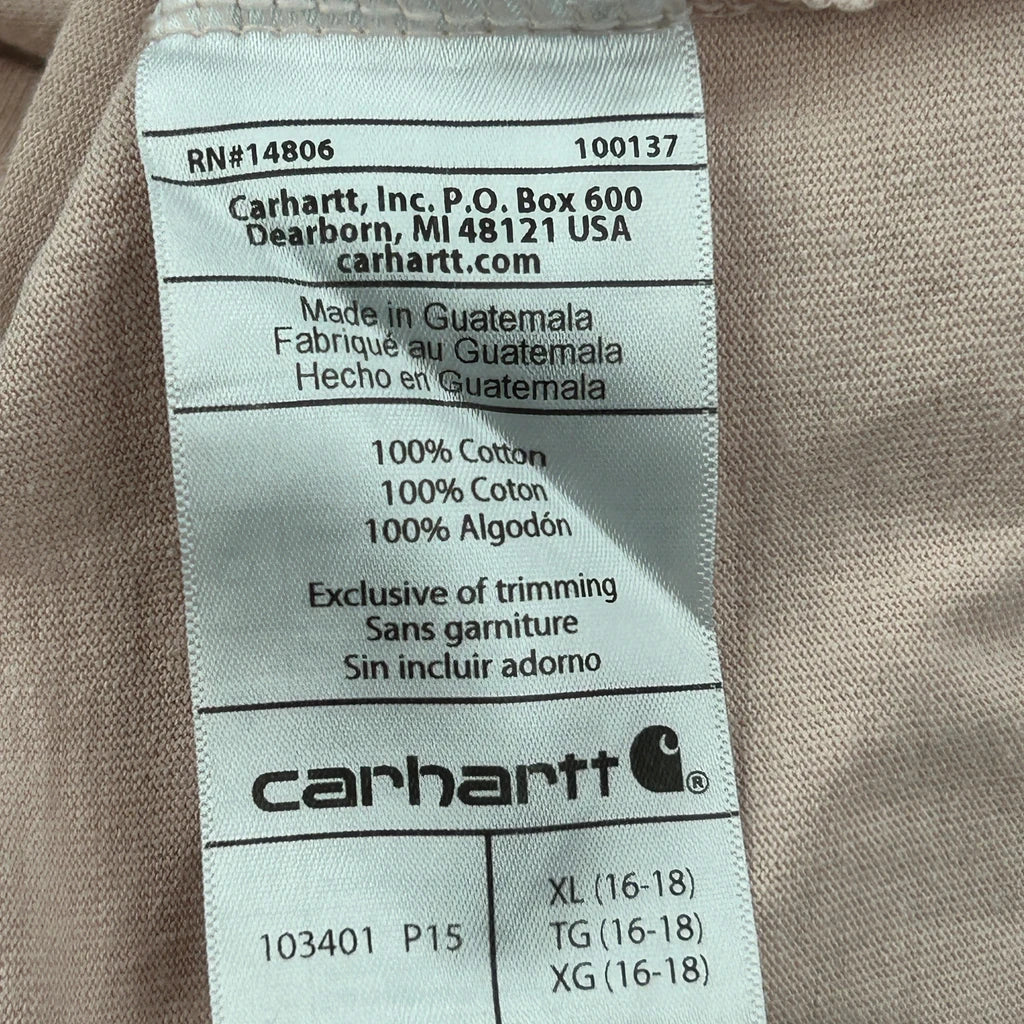 RN#14806 100137
Carhartt, Inc. P.O. Box 600
Dearborn, MI 48121 USA
carhartt.com
Made in Guatemala
Fabriqué au Guatemala
Hecho en Guatemala
100% Cotton
100% Coton
100% Algodón
Exclusive of trimming
Sans garniture
Sin incluir adorno
carhartt ®
103401 P15
XL (16-18)
TG (16-18)
XG (16-18)